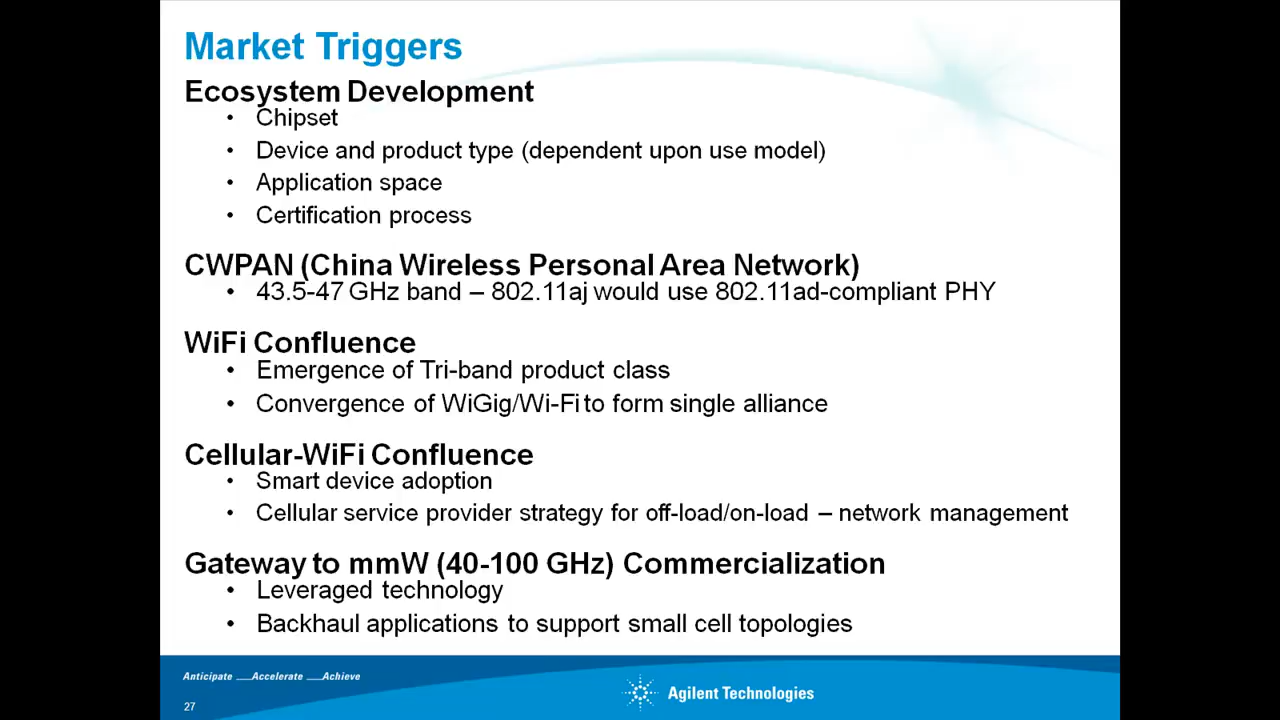 Market Triggers
Ecosystem Development
• Chipset
• Device and product type (dependent upon use model)
• Application space
• Certification process
CWPAN (China Wireless Personal Area Network)
• 43.5-47 GHz band – 802.11aj would use 802.11ad-compliant PHY
WiFi Confluence
• Emergence of Tri-band product class
• Convergence of WiGig/Wi-Fi to form single alliance
Cellular-WiFi Confluence
• Smart device adoption
• Cellular service provider strategy for off-load/on-load – network management
Gateway to mmW (40-100 GHz) Commercialization
• Leveraged technology
• Backhaul applications to support small cell topologies
Anticipate __Accelerate __Achieve
Agilent Technologies
27